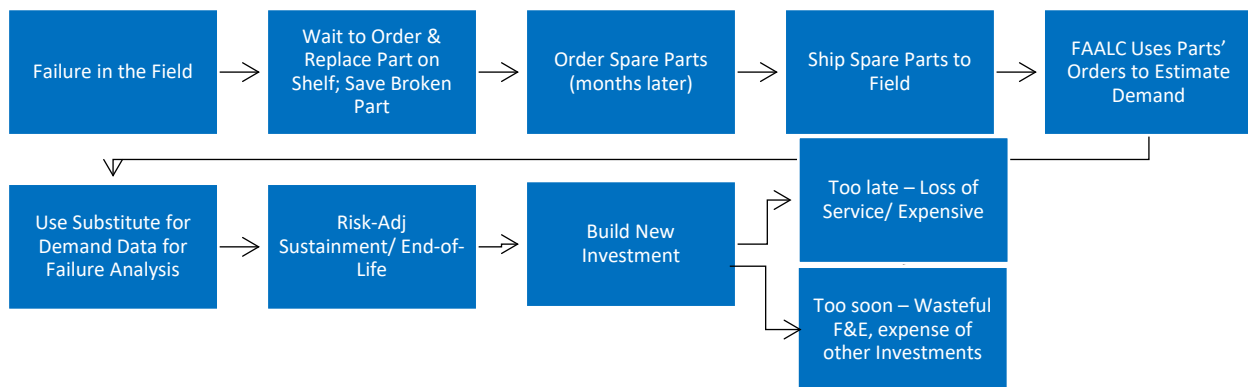 Failure in the Field
Wait to Order &
Replace Part on
Shelf; Save Broken
Part
Order Spare Parts
(months later)
Ship Spare Parts to
Field
FAALC Uses Parts’
Orders to Estimate
Demand
Use Substitute for
Demand Data for
Failure Analysis
Risk-Adj
Sustainment/ End-of-
Life
Build New
Investment
Too late – Loss of
Service/ Expensive
Too soon – Wasteful
F&E, expense of
other Investments